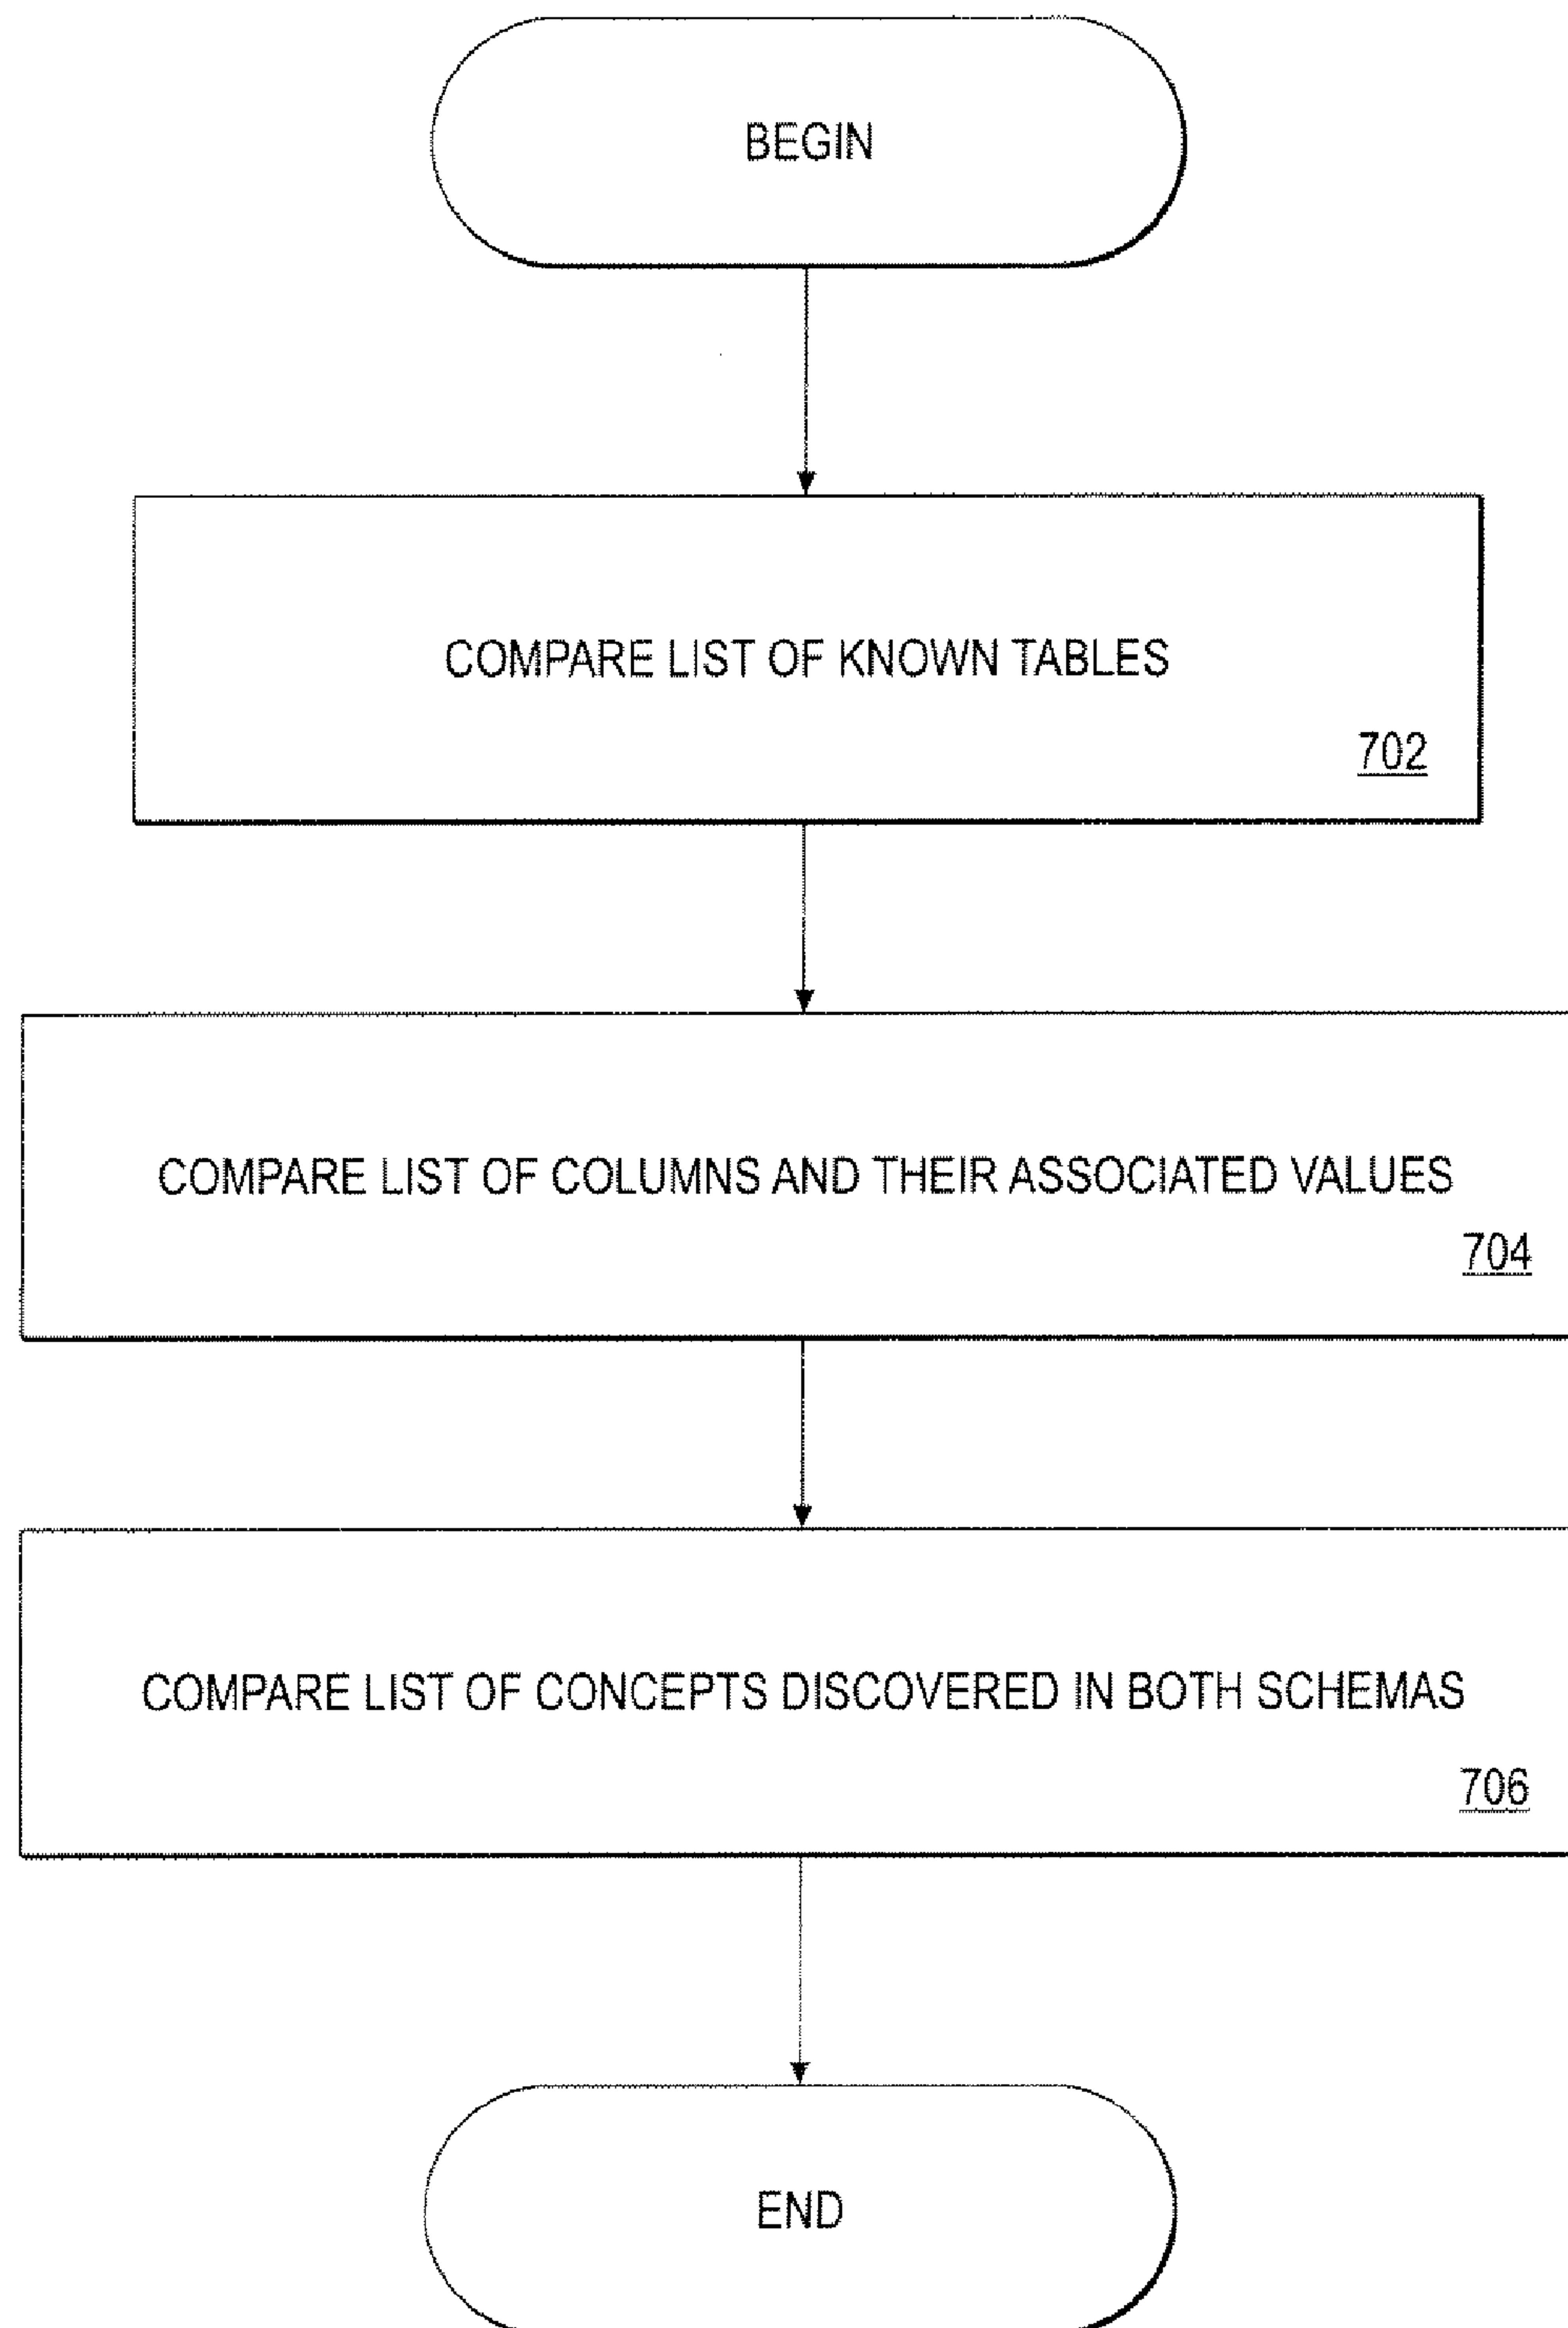 BEGIN
COMPARE LIST OF KNOWN TABLES
702
COMPARE LIST OF COLUMNS AND THEIR ASSOCIATED VALUES
704
COMPARE LIST OF CONCEPTS DISCOVERED IN BOTH SCHEMAS
706
END